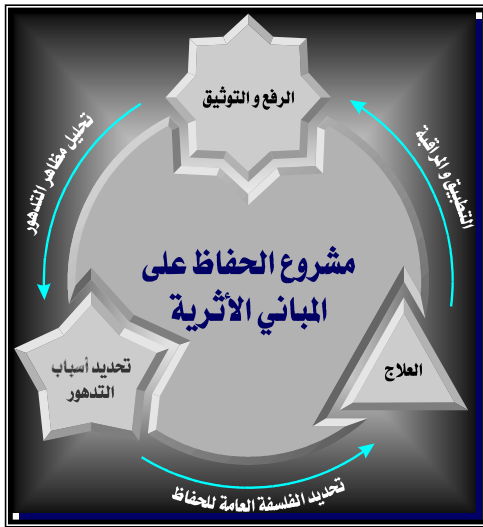 الرفع و التوثيق
تحليل مظاهر التدهور
التطبيق و المراقبة
مشروع الحفاظ على
المباني الأثرية
تحديد أسباب
التدهور
العلاج
تحديد الفلسفة العامة للحفاظ